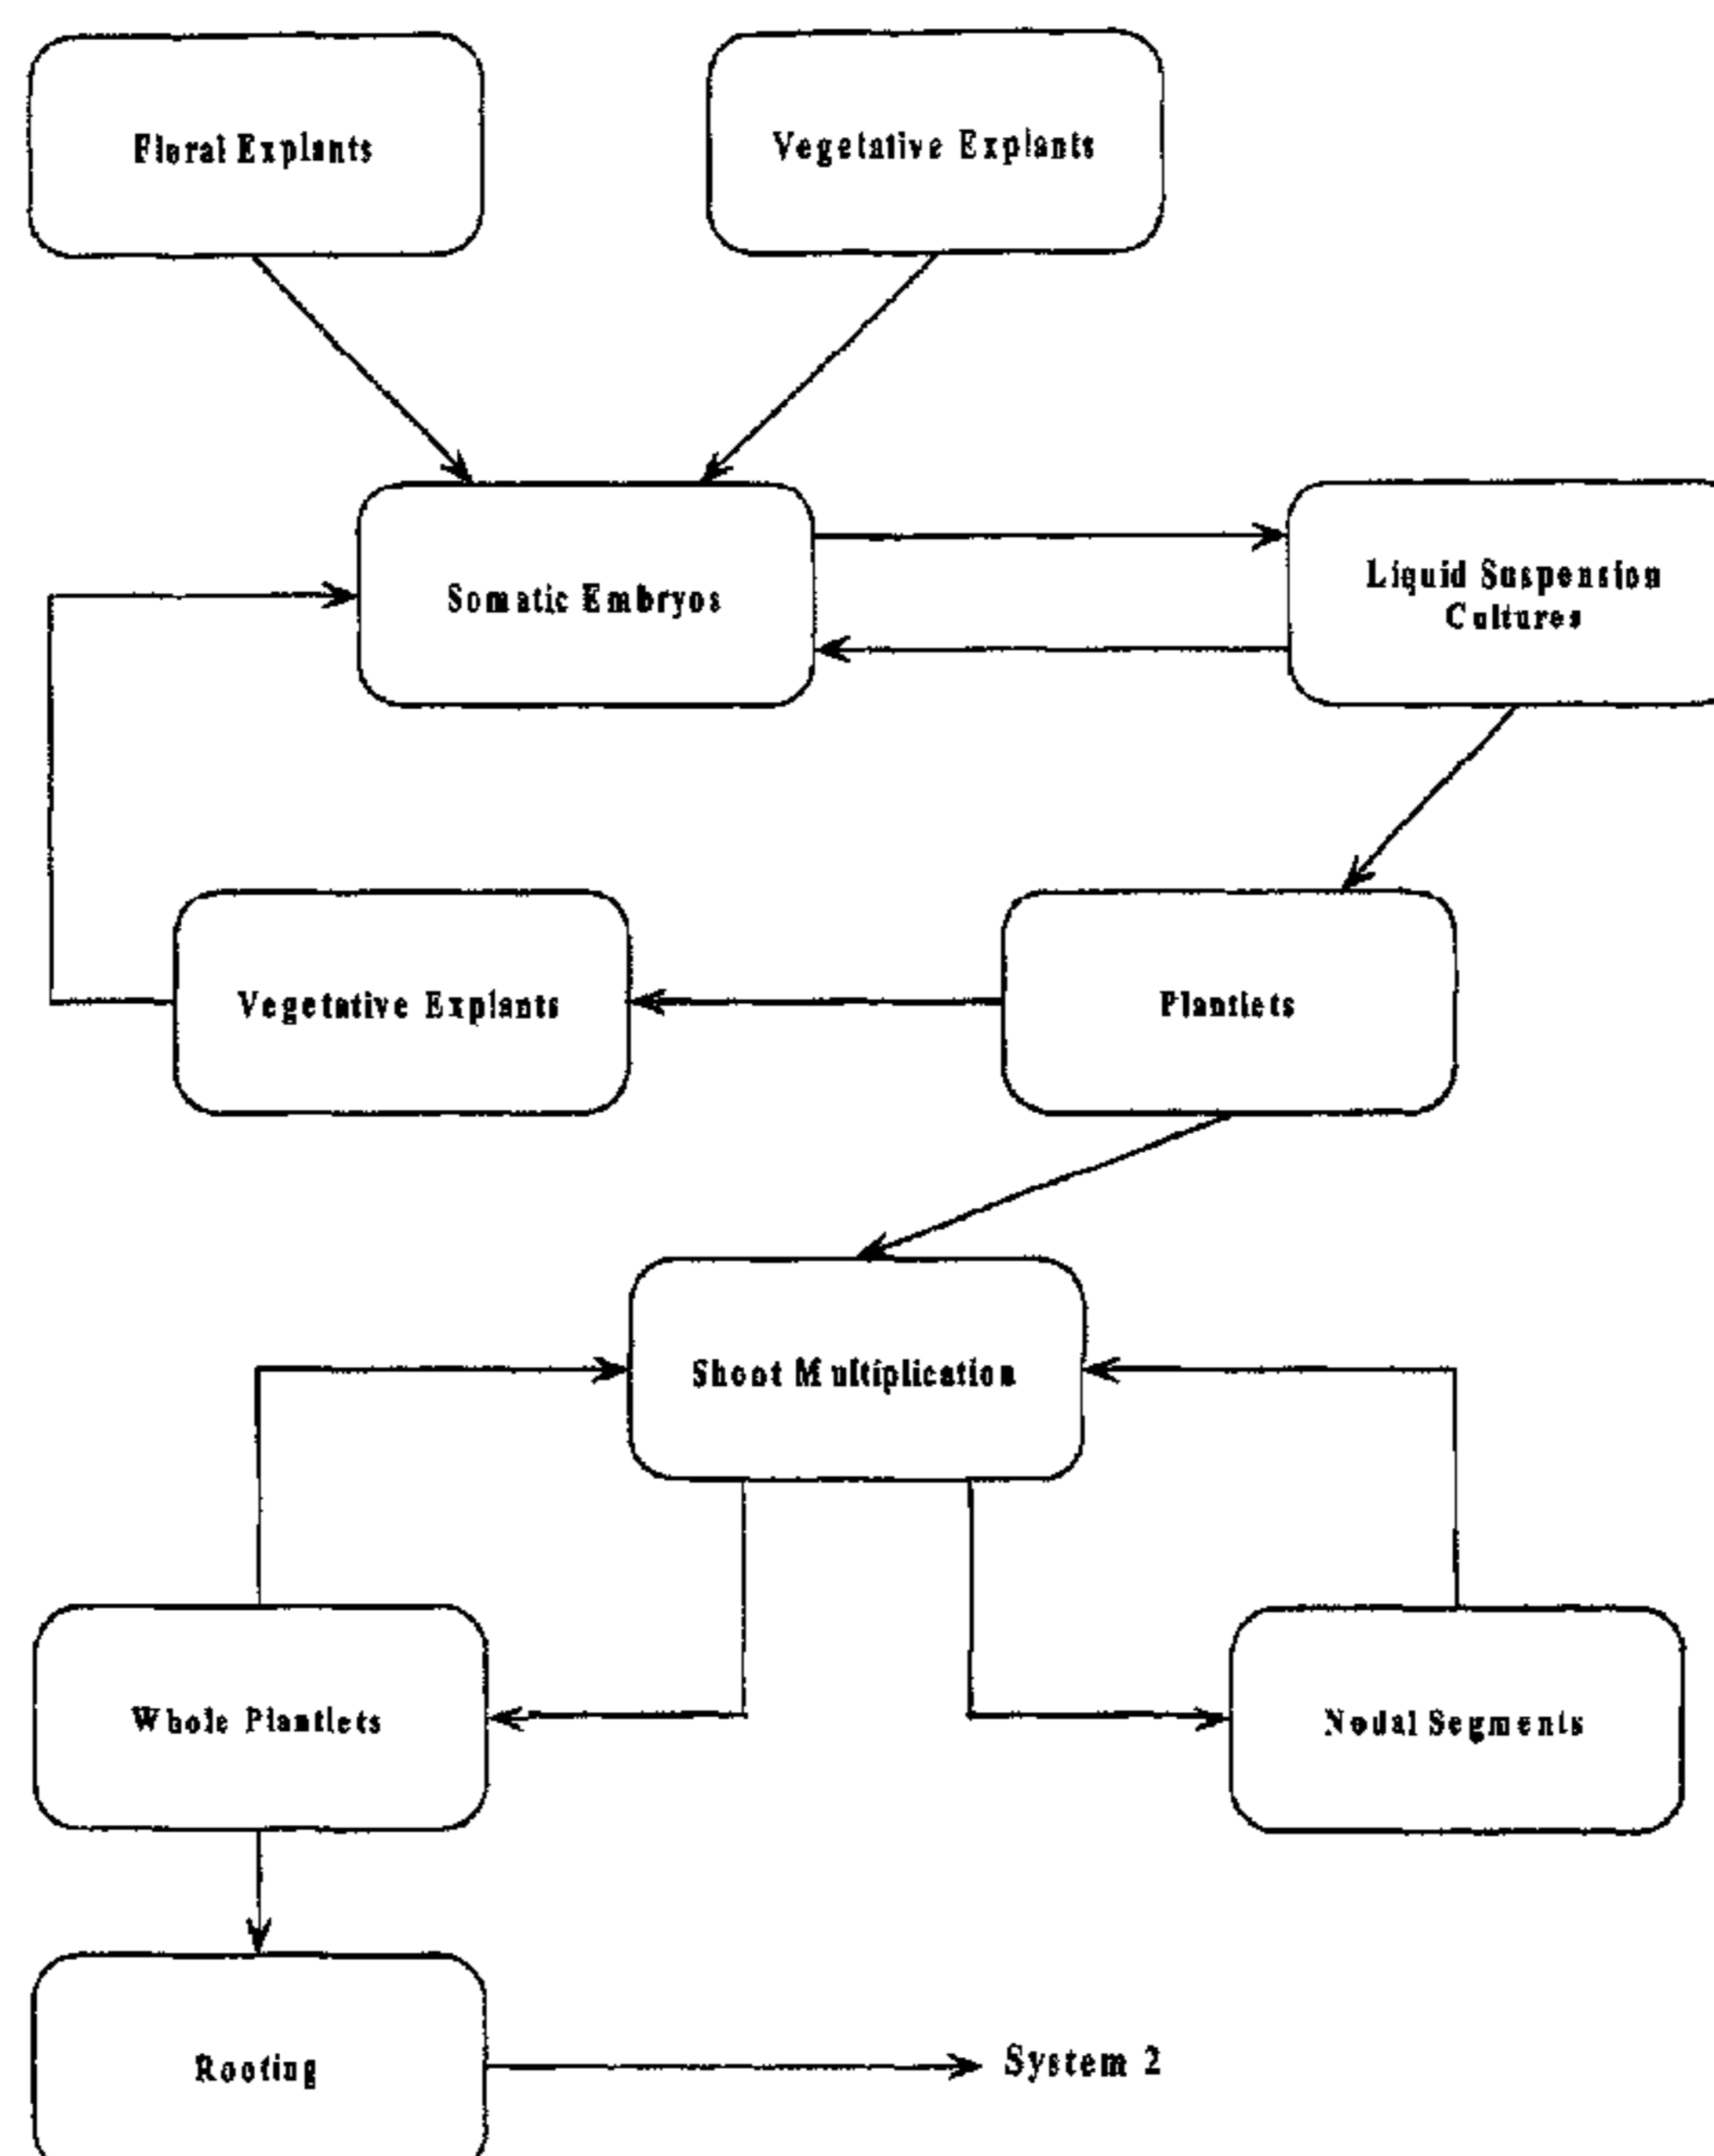 Floral Explants
Vegetative Explants
Somatic Embryos
Liquid Suspension
Cultures
Vegetative Explants
Plantlets
Shoot Multiplication
Whole Plantlets
Nodal Segments
Rooting
System 2